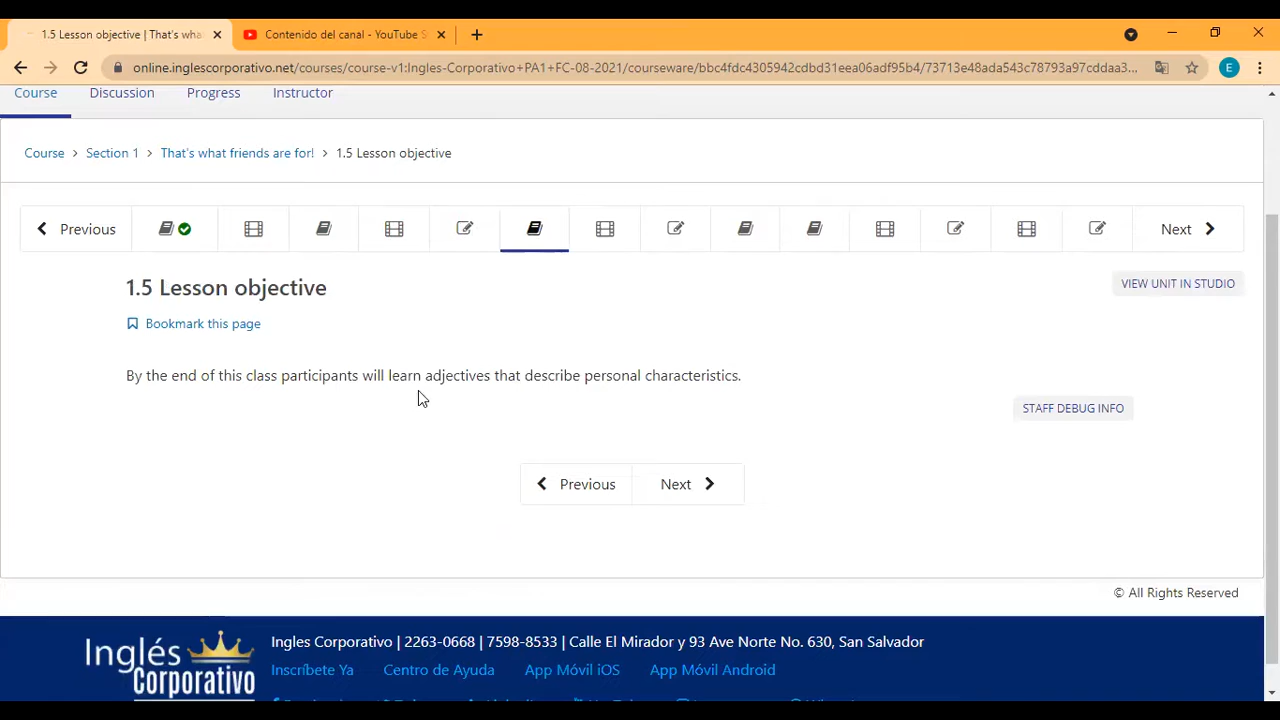 1.5 Lesson objective | That's wha
Contenido del canal - YouTube S
online.inglescorporativo.net/courses/course-v1:Ingles-Corporativo+PA1+FC-08-2021/courseware/bbc4fdc4305942cdbd31eea06adf95b4/73713e48ada543c78793a97cddaa3...
E
Course Discussion Progress Instructor
Course > Section 1 > That's what friends are for! > 1.5 Lesson objective
Previous Next
1.5 Lesson objective
VIEW UNIT IN STUDIO
Bookmark this page
By the end of this class participants will learn adjectives that describe personal characteristics.
STAFF DEBUG INFO
Previous Next
© All Rights Reserved
Inglés Corporativo
Ingles Corporativo | 2263-0668 | 7598-8533 | Calle El Mirador y 93 Ave Norte No. 630, San Salvador
Inscríbete Ya Centro de Ayuda App Móvil iOS App Móvil Android